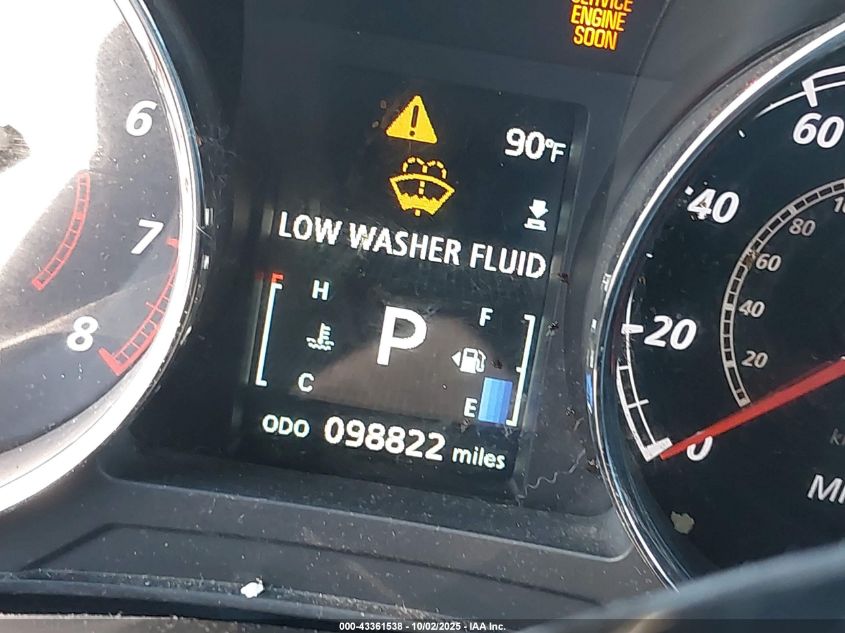 SERVICE
ENGINE
SOON
90°F
LOW WASHER FLUID
H
F
P
C
E
ODO 098822 miles
6
7
8
60
40
20
0
80
60
40
20
000-43361538 - 10/02/2025 - IAA Inc.